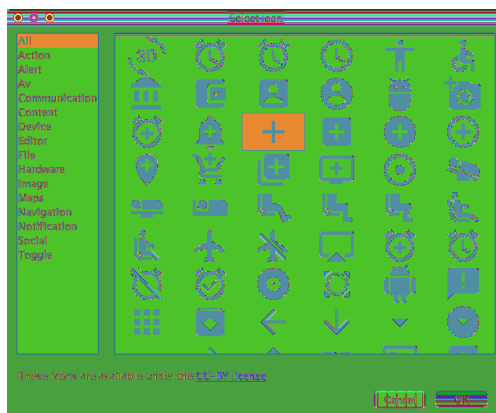 Select icon
All
Action
Alert
Av
Communication
Content
Device
Editor
File
Hardware
Image
Maps
Navigation
Notification
Social
Toggle
30
These icons are available under the CC-BY license
Cancel
OK